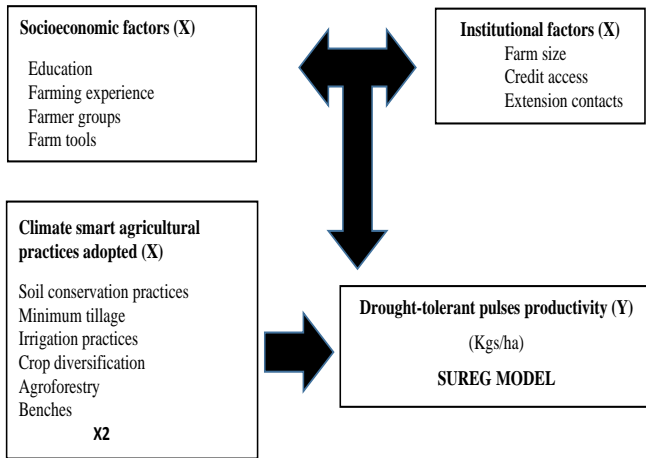 Socioeconomic factors (X)
Education
Farming experience
Farmer groups
Farm tools
Institutional factors (X)
Farm size
Credit access
Extension contacts
Climate smart agricultural
practices adopted (X)
Soil conservation practices
Minimum tillage
Irrigation practices
Crop diversification
Agroforestry
Benches
X2
Drought-tolerant pulses productivity (Y)
(Kgs/ha)
SUREG MODEL